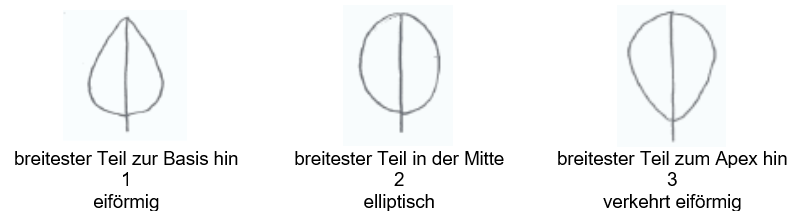 breitester Teil zur Basis hin
1
eiförmig
breitester Teil in der Mitte
2
elliptisch
breitester Teil zum Apex hin
3
verkehrt eiförmig